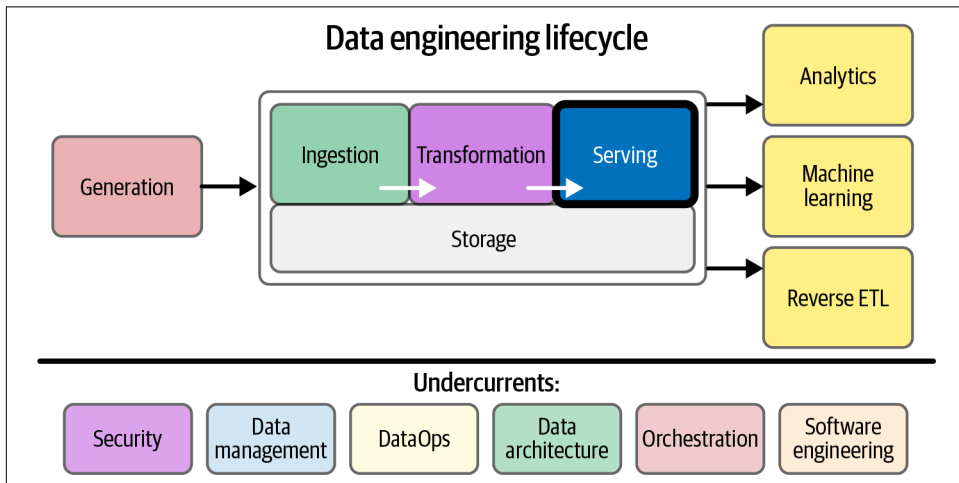 Data engineering lifecycle
Generation
Ingestion
Transformation
Serving
Storage
Analytics
Machine
learning
Reverse ETL
Undercurrents:
Security
Data
management
DataOps
Data
architecture
Orchestration
Software
engineering